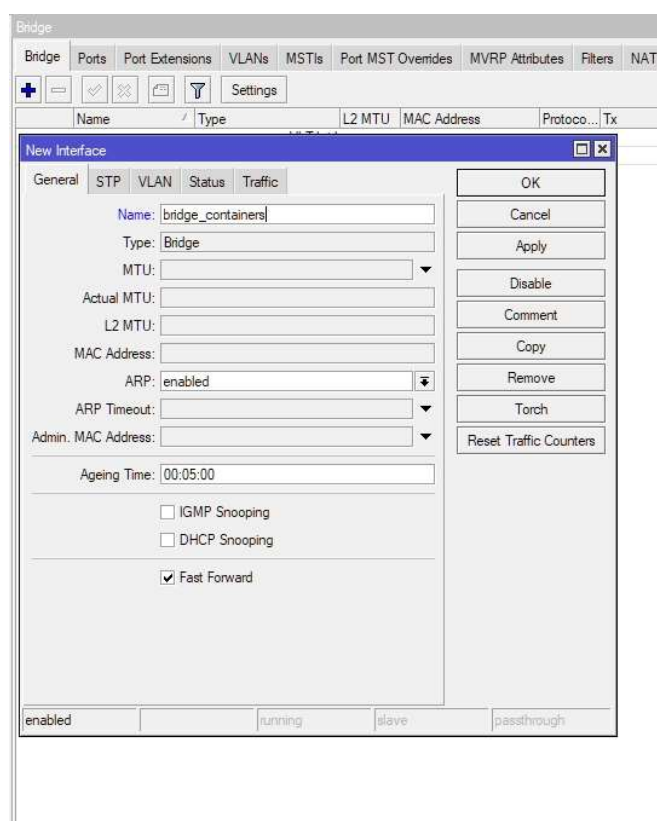 Bridge
Bridge Ports Port Extensions VLANs MSTIs Port MST Overrides MVRP Attributes Filters NAT
Settings
Name Type L2 MTU MAC Address Protoco... Tx
New Interface
General STP VLAN Status Traffic
Name: bridge_containers
Type: Bridge
MTU:
Actual MTU:
L2 MTU:
MAC Address:
ARP: enabled
ARP Timeout:
Admin. MAC Address:
Ageing Time: 00:05:00
IGMP Snooping
DHCP Snooping
Fast Forward
OK
Cancel
Apply
Disable
Comment
Copy
Remove
Torch
Reset Traffic Counters
enabled running slave passthrough